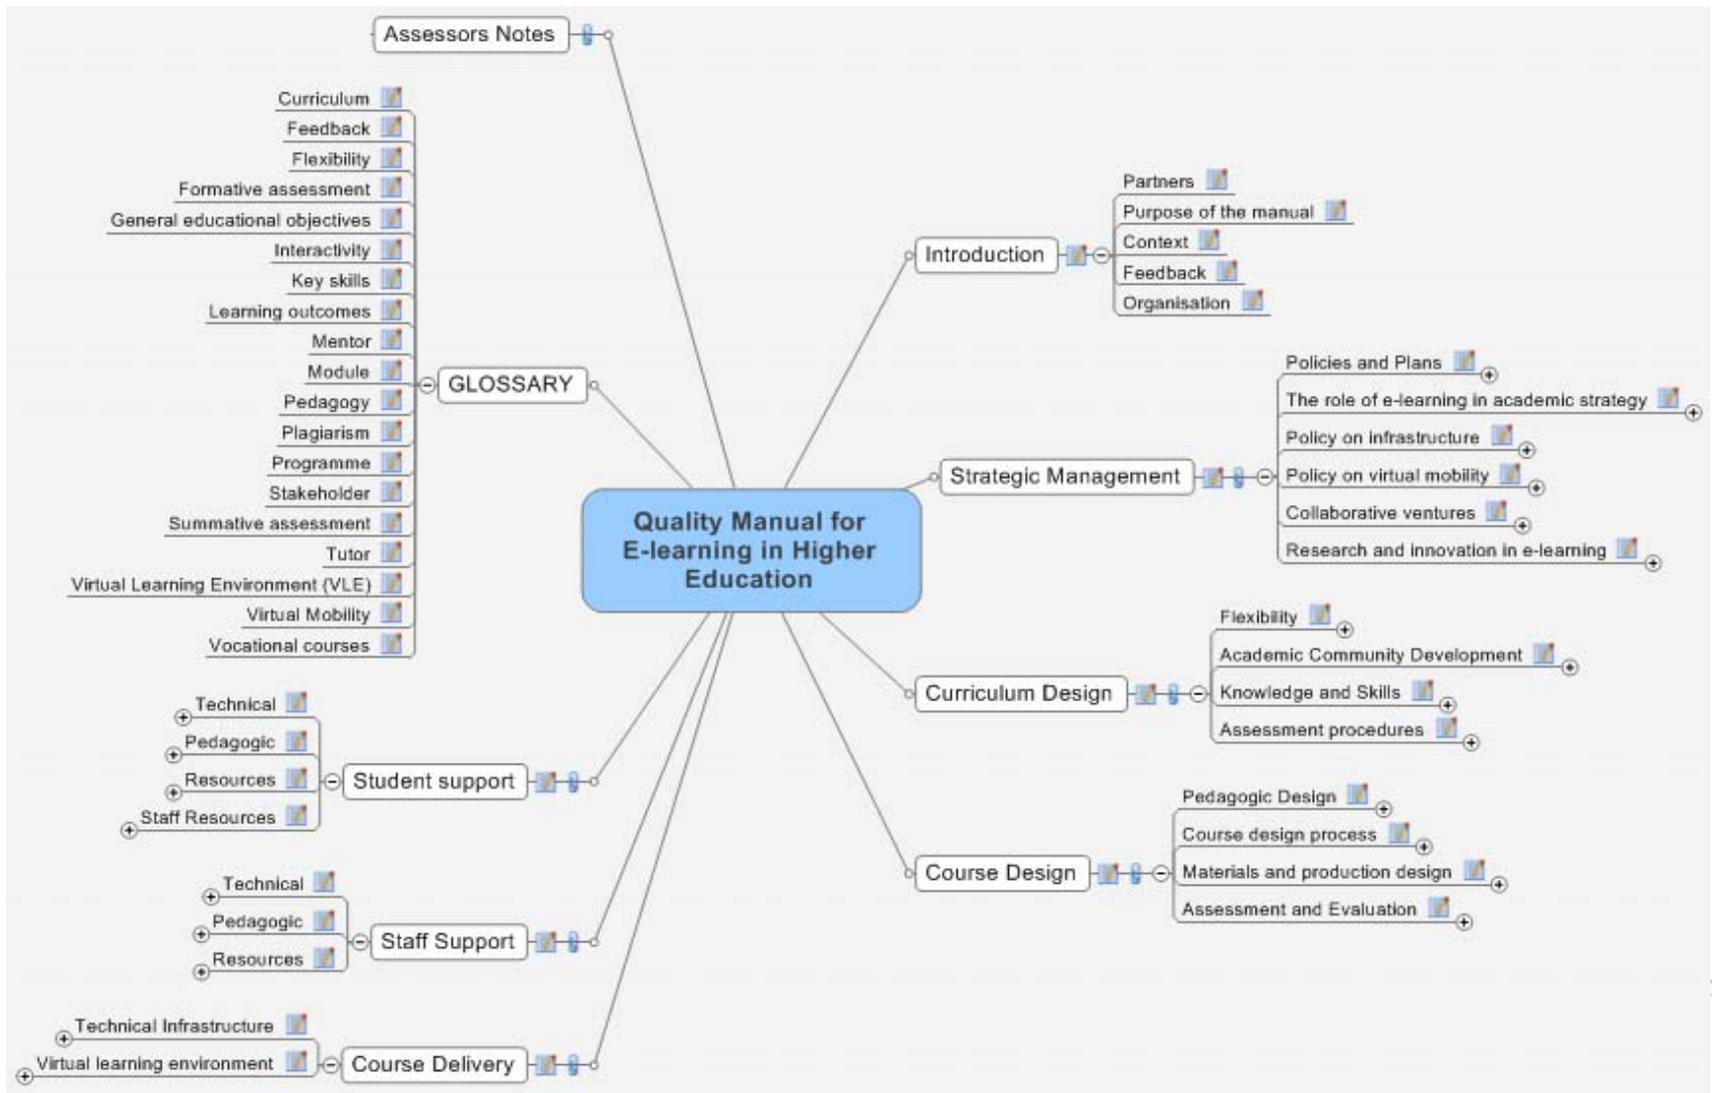 Assessors Notes
Curriculum
Feedback
Flexibility
Formative assessment
General educational objectives
Interactivity
Key skills
Learning outcomes
Mentor
Module
Pedagogy
Plagiarism
Programme
Stakeholder
Summative assessment
Tutor
Virtual Learning Environment (VLE)
Virtual Mobility
Vocational courses
GLOSSARY
Technical
Pedagogic
Resources
Staff Resources
Student support
Technical
Pedagogic
Resources
Staff Support
Technical Infrastructure
Virtual learning environment
Course Delivery
Quality Manual for
E-learning in Higher
Education
Introduction
Partners
Purpose of the manual
Context
Feedback
Organisation
Strategic Management
Policies and Plans
The role of e-learning in academic strategy
Policy on infrastructure
Policy on virtual mobility
Collaborative ventures
Research and innovation in e-learning
Curriculum Design
Flexibility
Academic Community Development
Knowledge and Skills
Assessment procedures
Course Design
Pedagogic Design
Course design process
Materials and production design
Assessment and Evaluation